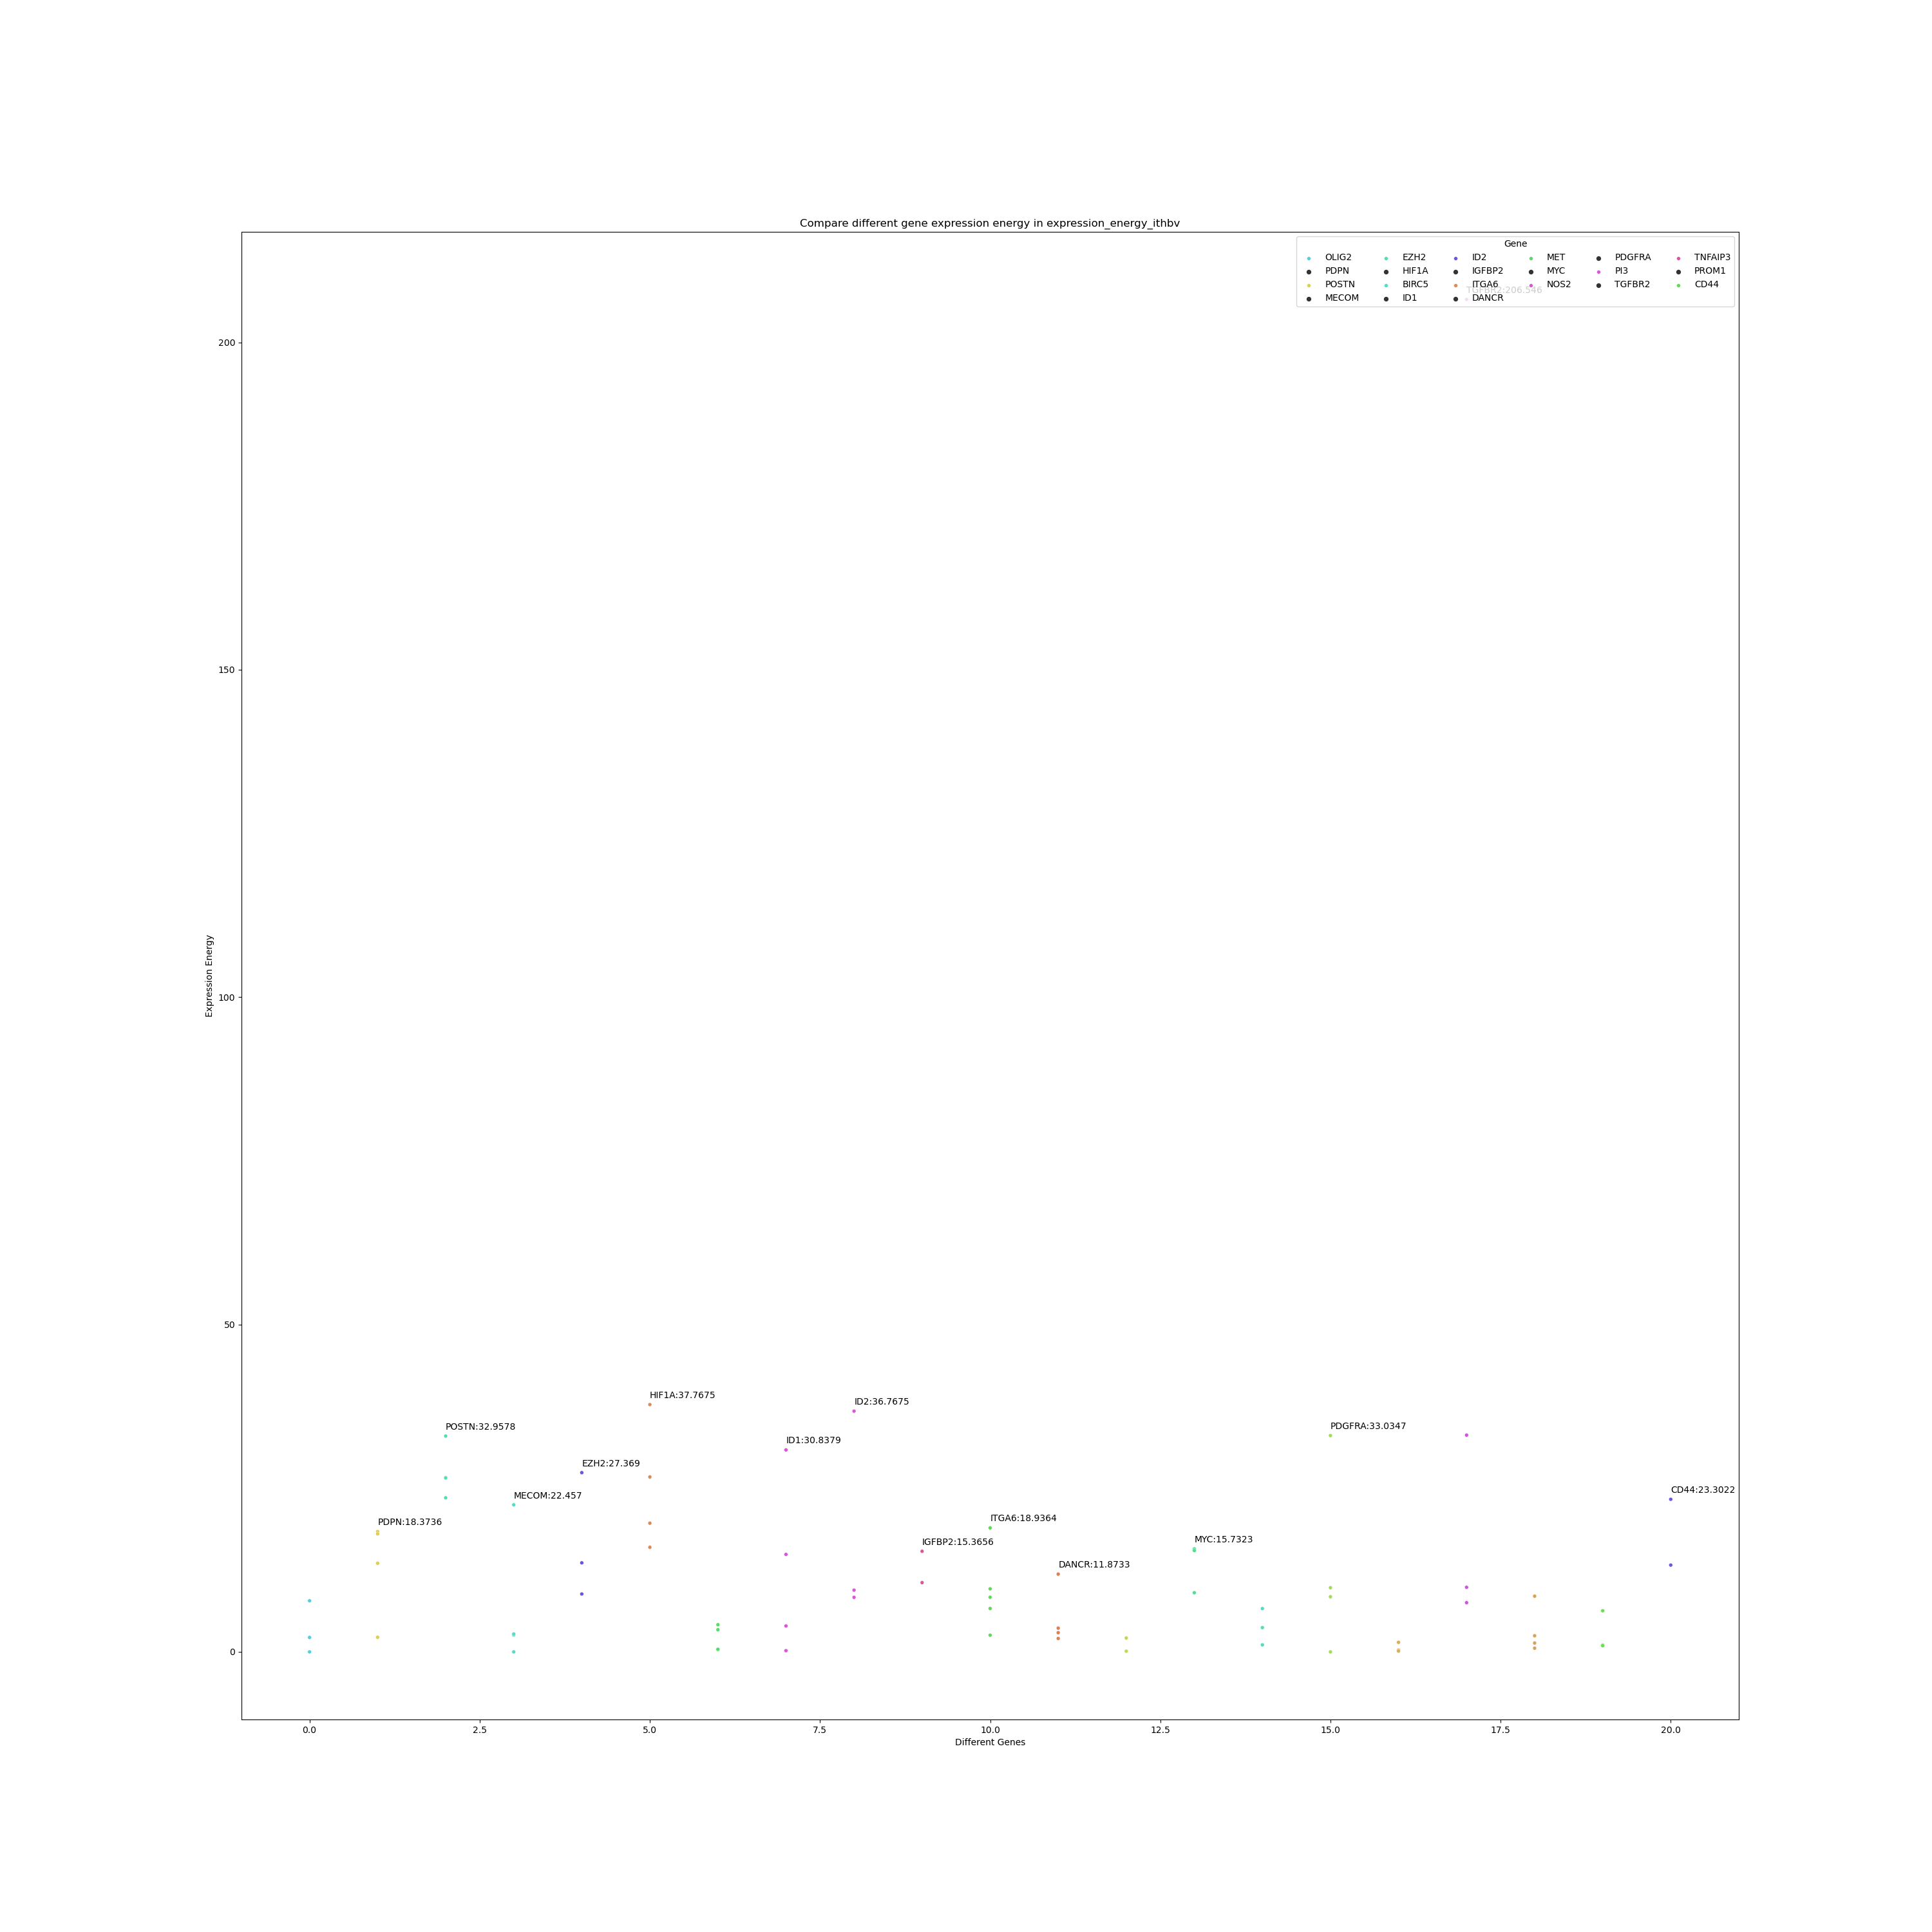 Compare different gene expression energy in expression_energy_ithbv
Gene
OLIG2 EZH2 ID2 MET PDGFRA TNFAIP3
PDPN HIF1A IGFBP2 MYC PI3 PROM1
POSTN BIRC5 ITGA6 NOS2 TGFBR2 CD44
TGFBR2:206.546
MECOM ID1 DANCR
200
150
Expression Energy
100
50
HIF1A:37.7675
ID2:36.7675
POSTN:32.9578
PDGFRA:33.0347
ID1:30.8379
EZH2:27.369
CD44:23.3022
MECOM:22.457
PDPN:18.3736
ITGA6:18.9364
MYC:15.7323
IGFBP2:15.3656
DANCR:11.8733
0
0.0 2.5 5.0 7.5 10.0 12.5 15.0 17.5 20.0
Different Genes